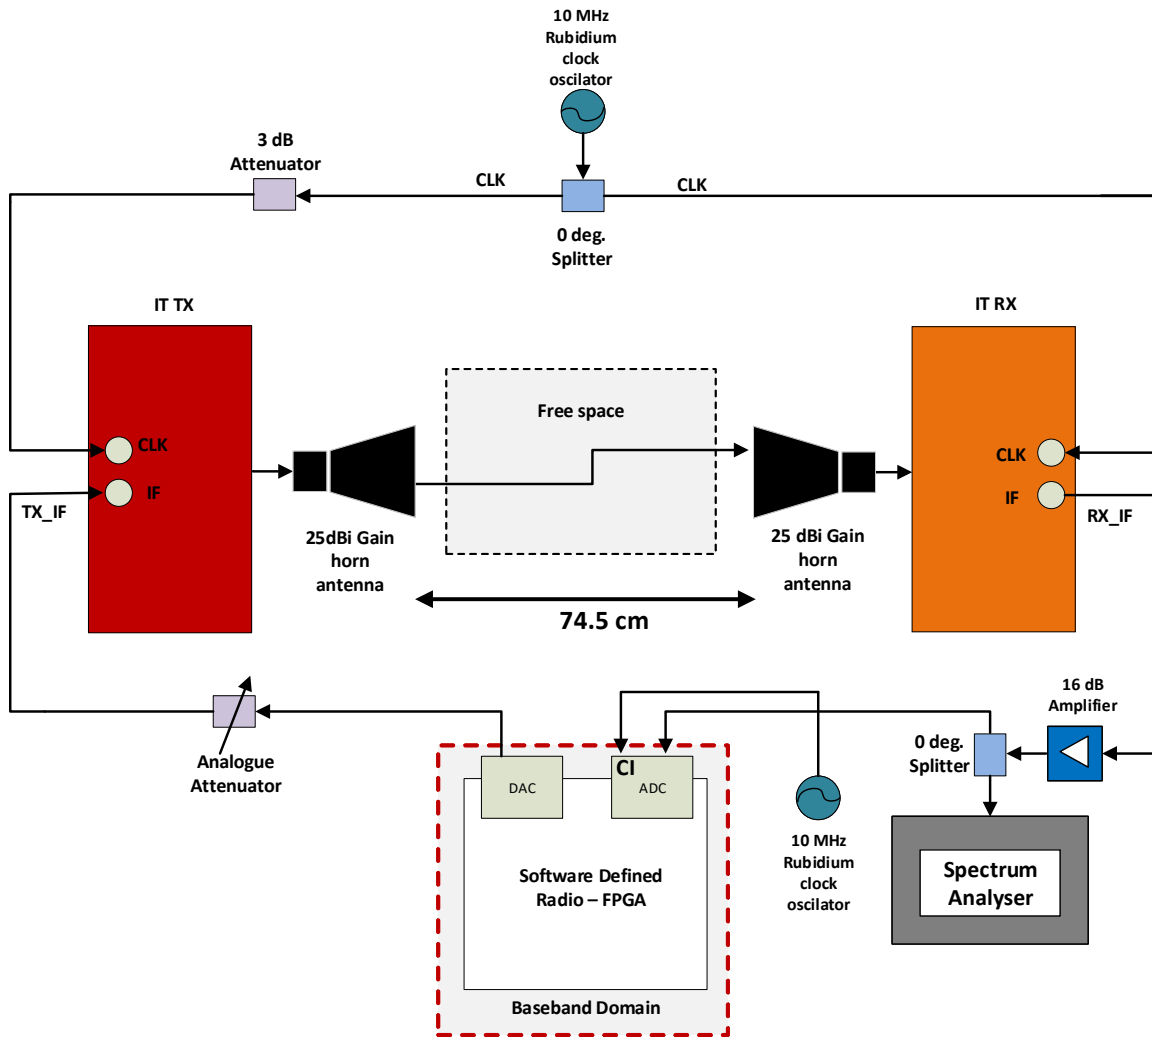 10 MHz
Rubidium
clock
oscilator
3 dB
Attenuator
CLK
CLK
0 deg.
Splitter
IT TX
IT RX
Free space
CLK
IF
TX_IF
CLK
IF
RX_IF
25dBi Gain
horn
antenna
25 dBi Gain
horn
antenna
74.5 cm
16 dB
Amplifier
0 deg.
Splitter
Analogue
Attenuator
CI
DAC
ADC
10 MHz
Rubidium
clock
oscilator
Software Defined
Radio – FPGA
Spectrum
Analyser
Baseband Domain